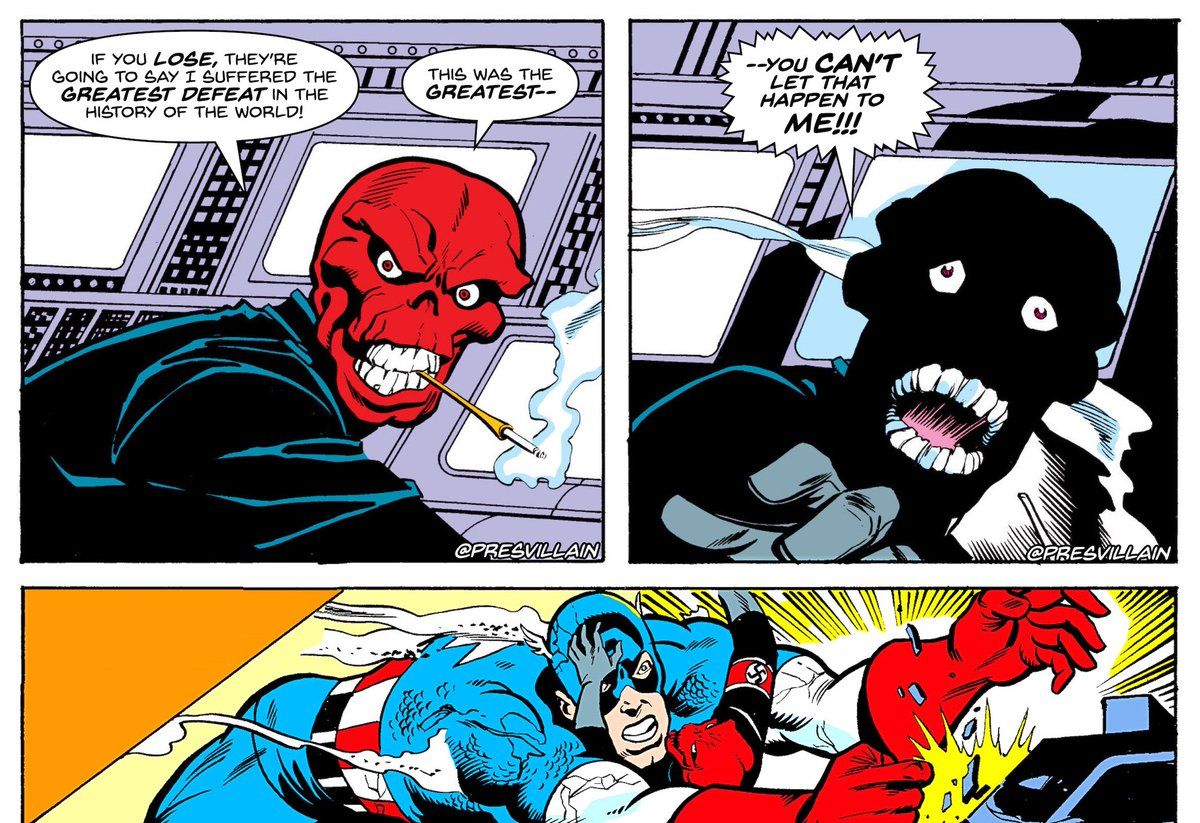 IF YOU LOSE, THEY'RE
GOING TO SAY I SUFFERED THE
GREATEST DEFEAT IN THE
HISTORY OF THE WORLD!
THIS WAS THE
GREATEST--
@PRESVILLAIN
--YOU CAN'T
LET THAT
HAPPEN TO
ME!!!
@PRESVILLAIN